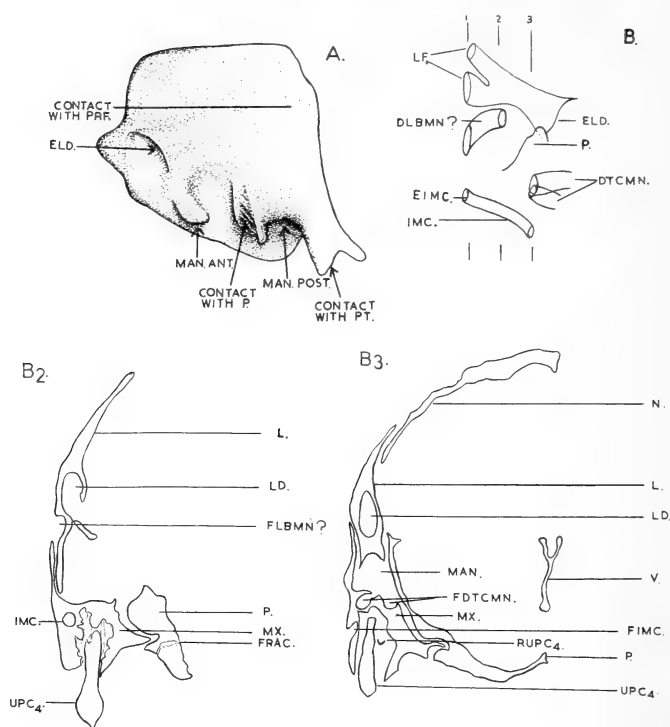 A.
CONTACT
WITH PRF.
ELD.
MAN. ANT.
CONTACT
WITH P.
MAN. POST.
CONTACT
WITH PT.
B.
1 2 3
LF.
DLBMN?
ELD.
P.
DTCMN.
EIMC.
IMC.
B2.
L.
LD.
FLBMN?
IMC.
P.
MX.
FRAC.
UPC4.
B3.
N.
L.
LD.
MAN.
V.
FDTCMN.
MX.
FIMC.
RUPC4.
P.
UPC4.